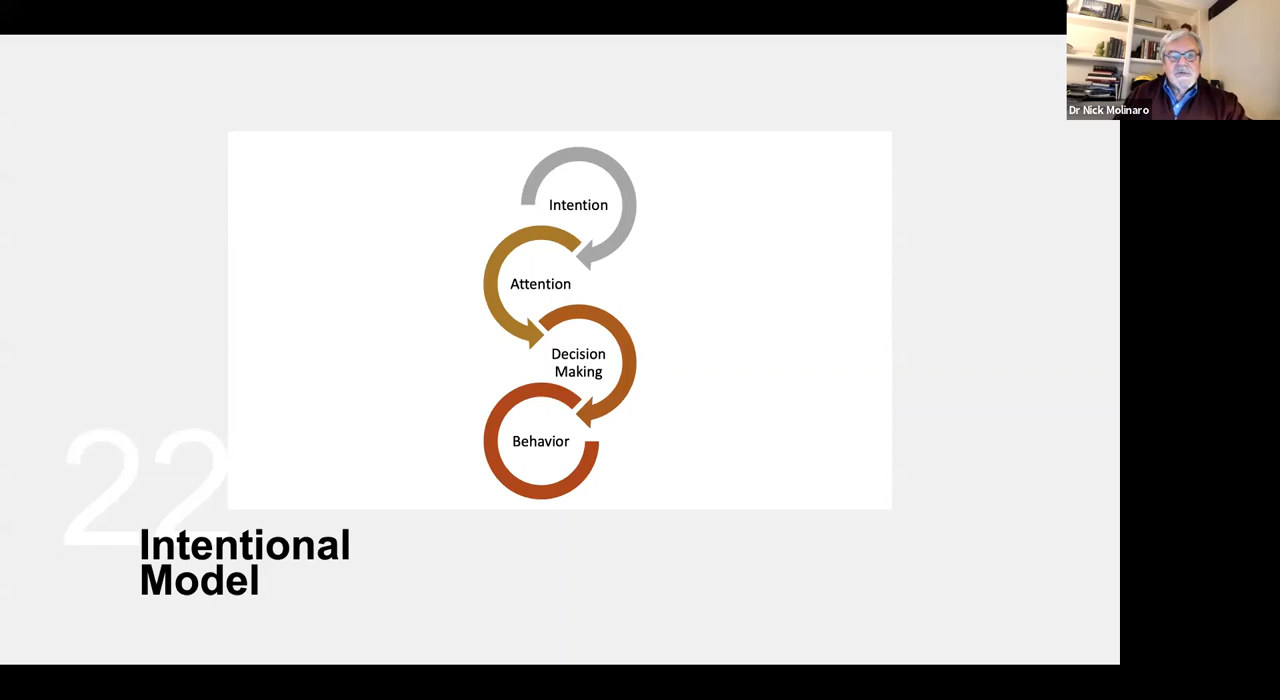 Dr Nick Molinaro
Intention
Attention
Decision
Making
Behavior
22
Intentional
Model